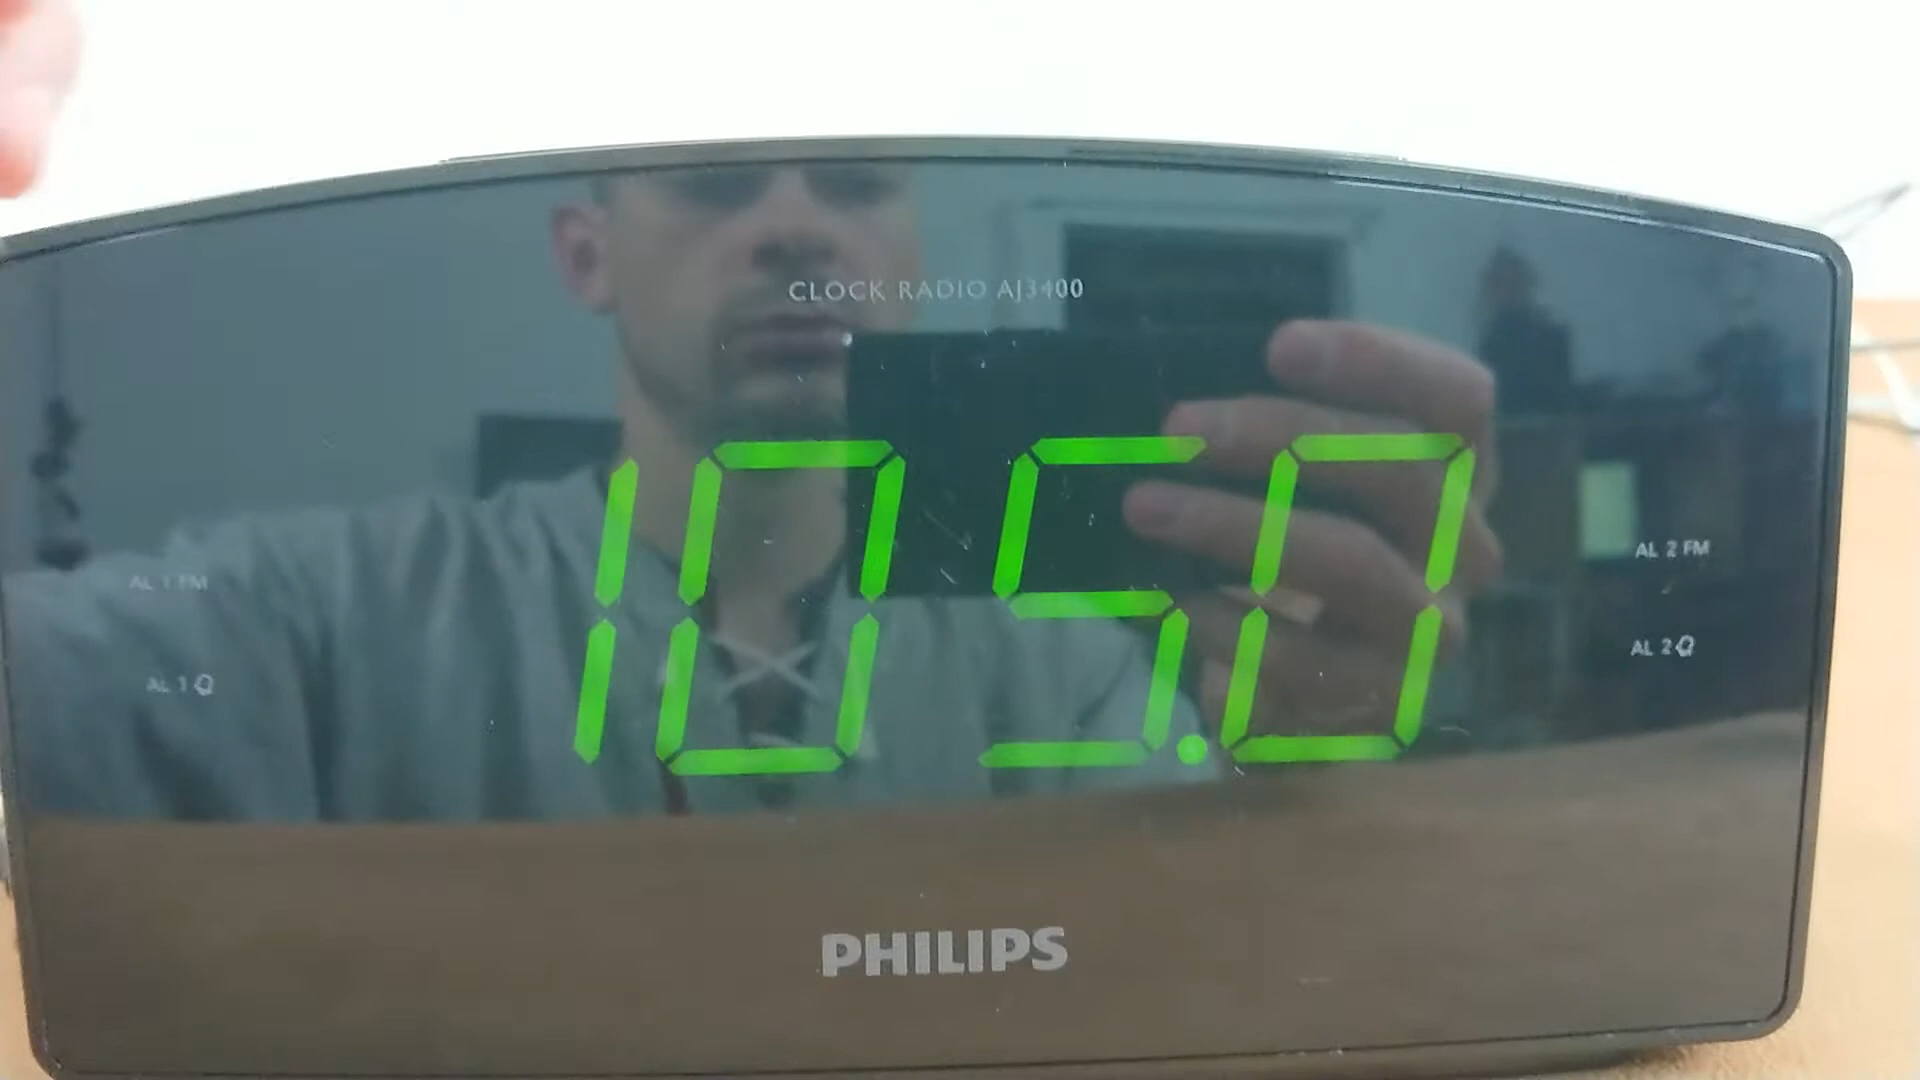 CLOCK RADIO AJ3400
105.0
AL 1 FM
AL 2 FM
AL 1
AL 2
PHILIPS